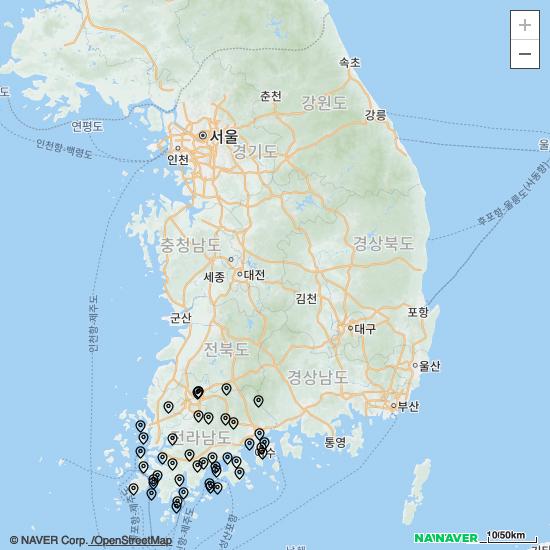 +
−
속초
춘천
강원도
도
강릉
연평도
서울
울
인천항-백령도
인천
경기도
후포항-울릉도(사동항)
충청남도
경상북도
세종
대전
김천
인천항-제주도
군산
포항
대구
전북도
울산
경상남도
부산
전라남도
통영
여수
© NAVER Corp. /OpenStreetMap
NAVER
10/50km